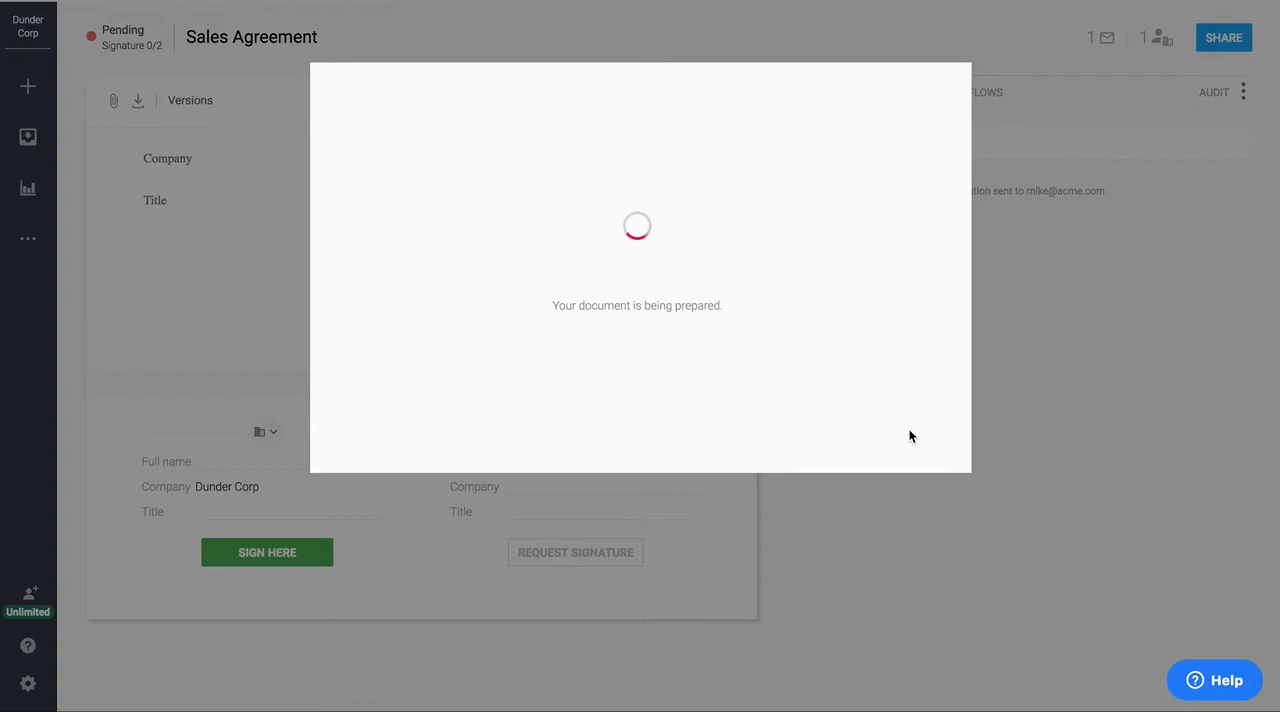 Dunder
Corp
Pending
Signature 0/2
Sales Agreement
1
1
SHARE
Versions
FLOWS
AUDIT
Company
Title
tion sent to mike@acme.com
Your document is being prepared.
Full name
Company Dunder Corp
Title
Company
Title
SIGN HERE
REQUEST SIGNATURE
Unlimited
Help